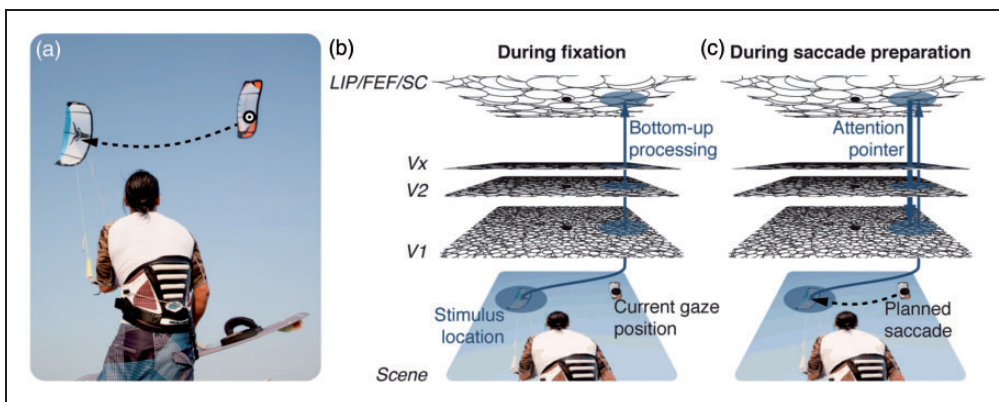 (a)
(b)
During fixation
(c)
During saccade preparation
LIP/FEF/SC
Bottom-up
processing
Attention
pointer
Vx
V2
V1
Stimulus
location
Current gaze
position
Planned
saccade
Scene